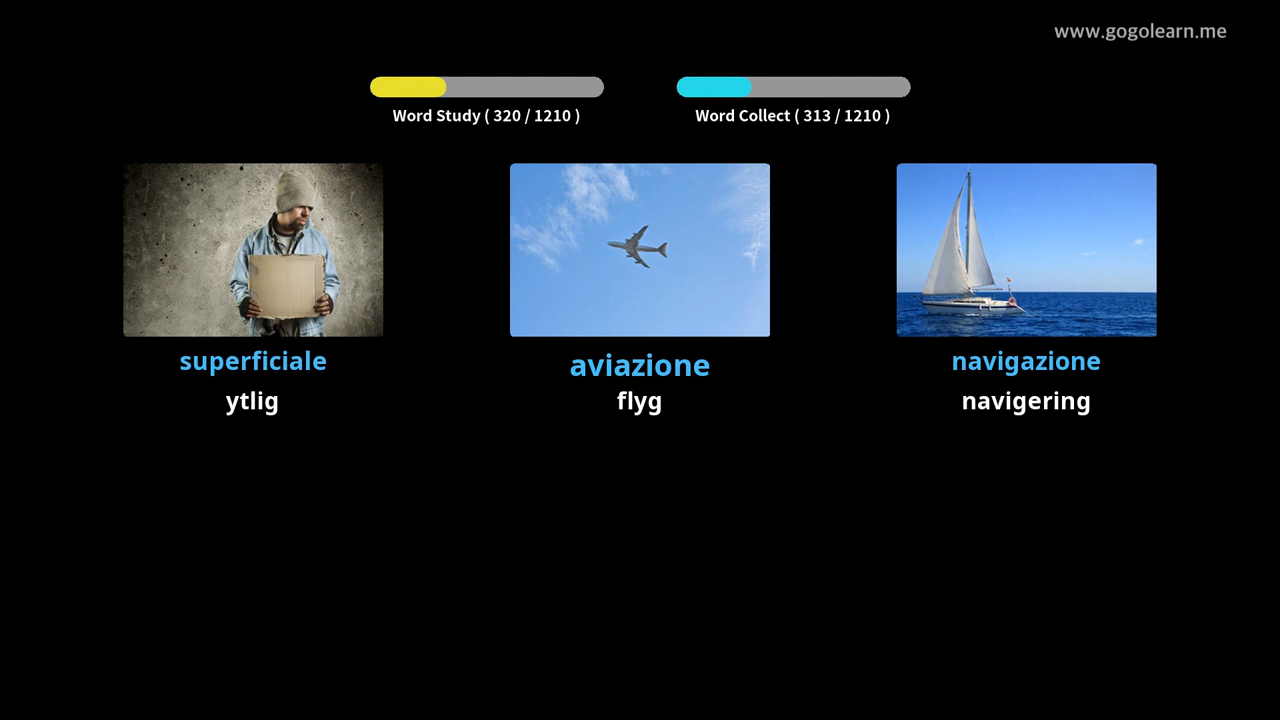 www.gogolearn.me
Word Study ( 320 / 1210 )
Word Collect ( 313 / 1210 )
superficiale
ytlig
aviazione
flyg
navigazione
navigering